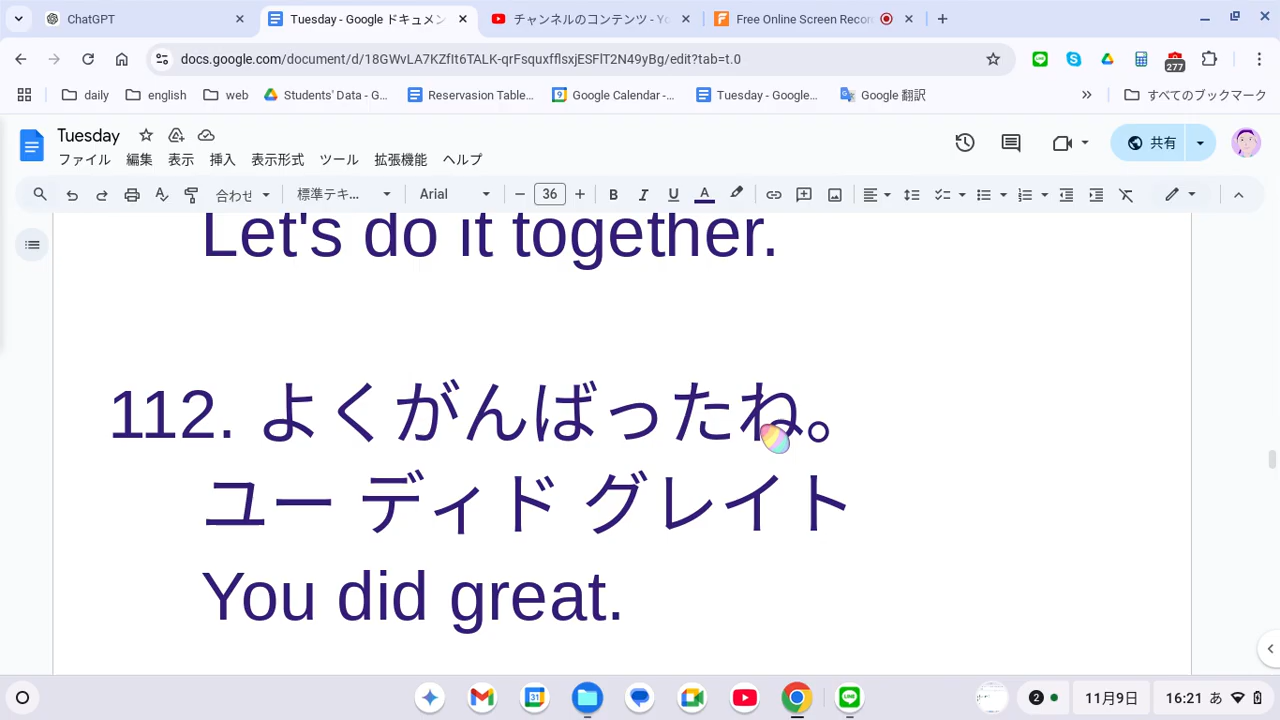 ChatGPT
Tuesday - Google ドキュメン
チャンネルのコンテンツ - Yo
Free Online Screen Recor
docs.google.com/document/d/
/edit?tab=t.0
277
daily
english
web
Students' Data - G...
Reservation Table...
Google Calendar -...
Tuesday - Google...
Google 翻訳
»
すべてのブックマーク
Tuesday
ファイル 編集 表示 挿入 表示形式 ツール 拡張機能 ヘルプ
共有
合わせ
標準テキ...
Arial
36
B I U A
Let's do it together.
112. よくがんばったね。
ユー ディド グレイト
You did great.
31
2
11月9日
16:21 あ